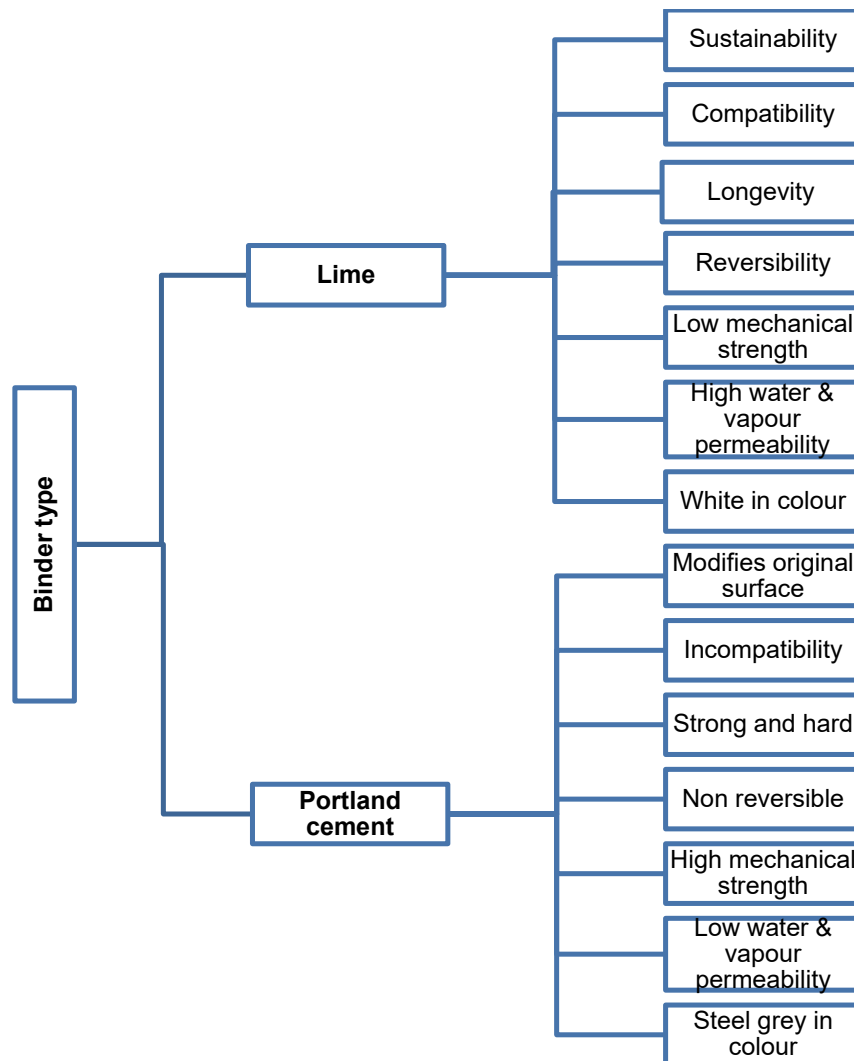 Binder type
Lime
Sustainability
Compatibility
Longevity
Reversibility
Low mechanical
strength
High water &
vapour
permeability
White in colour
Portland
cement
Modifies original
surface
Incompatibility
Strong and hard
Non reversible
High mechanical
strength
Low water &
vapour
permeability
Steel grey in
colour